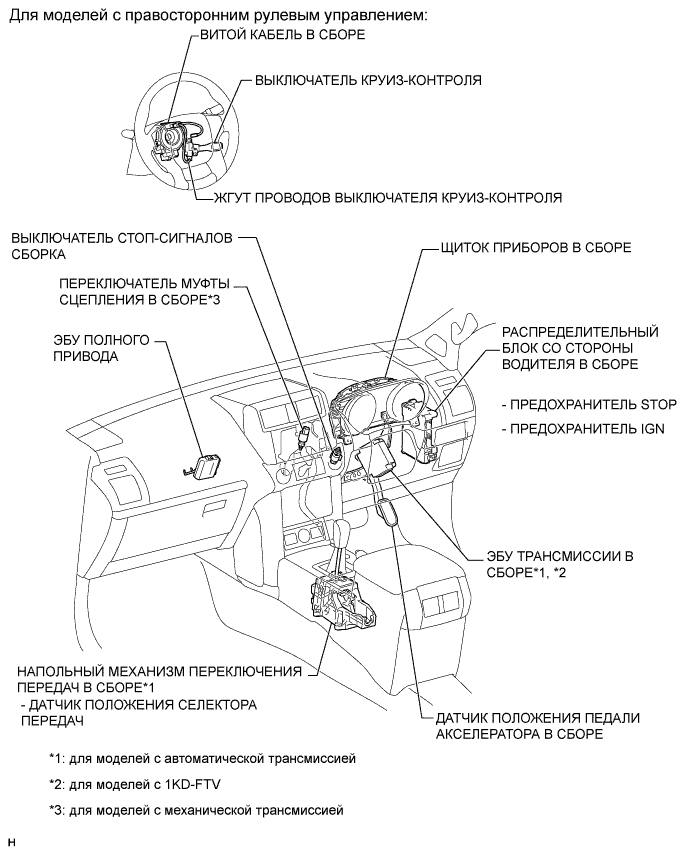 Для моделей с правосторонним рулевым управлением:
ВИТОЙ КАБЕЛЬ В СБОРЕ
ВЫКЛЮЧАТЕЛЬ КРУИЗ-КОНТРОЛЯ
ЖГУТ ПРОВОДОВ ВЫКЛЮЧАТЕЛЯ КРУИЗ-КОНТРОЛЯ
ВЫКЛЮЧАТЕЛЬ СТОП-СИГНАЛОВ
СБОРКА
ЩИТОК ПРИБОРОВ В СБОРЕ
ПЕРЕКЛЮЧАТЕЛЬ МУФТЫ
СЦЕПЛЕНИЯ В СБОРЕ*3
ЭБУ ПОЛНОГО
ПРИВОДА
РАСПРЕДЕЛИТЕЛЬНЫЙ
БЛОК СО СТОРОНЫ
ВОДИТЕЛЯ В СБОРЕ
- ПРЕДОХРАНИТЕЛЬ STOP
- ПРЕДОХРАНИТЕЛЬ IGN
ЭБУ ТРАНСМИССИИ В
СБОРЕ*1, *2
НАПОЛЬНЫЙ МЕХАНИЗМ ПЕРЕКЛЮЧЕНИЯ
ПЕРЕДАЧ В СБОРЕ*1
- ДАТЧИК ПОЛОЖЕНИЯ СЕЛЕКТОРА
ПЕРЕДАЧ
ДАТЧИК ПОЛОЖЕНИЯ ПЕДАЛИ
АКСЕЛЕРАТОРА В СБОРЕ
*1: для моделей с автоматической трансмиссией
*2: для моделей с 1KD-FTV
*3: для моделей с механической трансмиссией
H